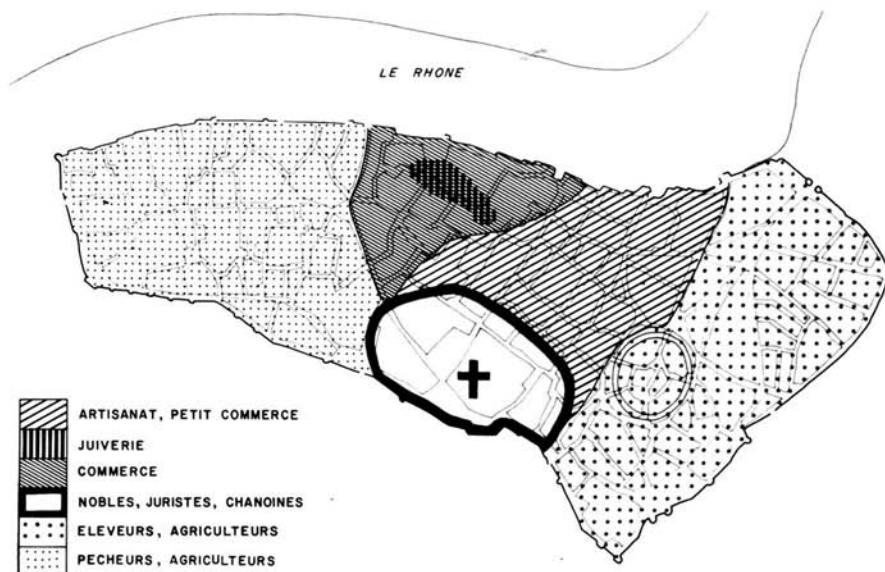 LE RHONE
ARTISANAT, PETIT COMMERCE
JUIVERIE
COMMERCE
NOBLES, JURISTES, CHANOINES
ELEVEURS, AGRICULTEURS
PECHEURS, AGRICULTEURS